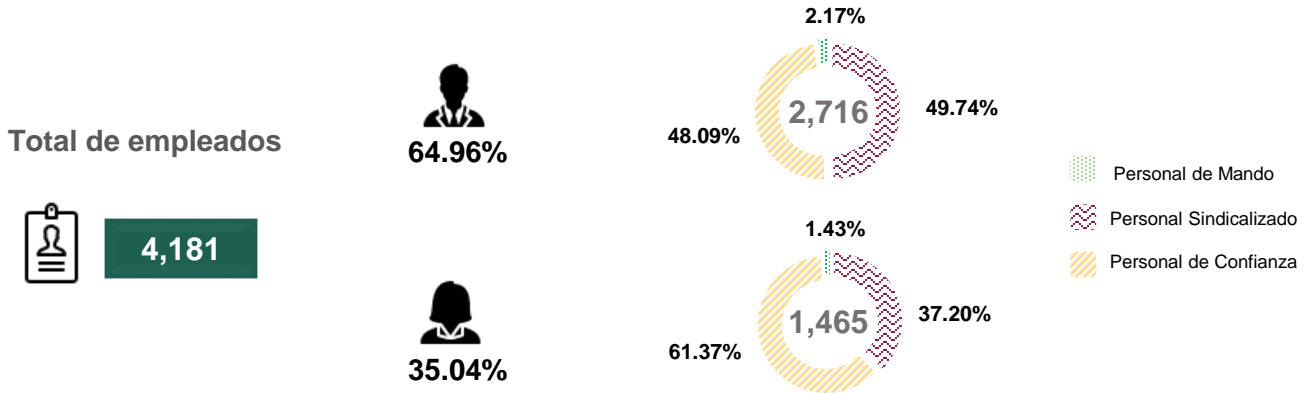 Total de empleados
4,181
64.96%
2.17%
2,716
49.74%
48.09%
35.04%
1.43%
1,465
37.20%
61.37%
Personal de Mando
Personal Sindicalizado
Personal de Confianza